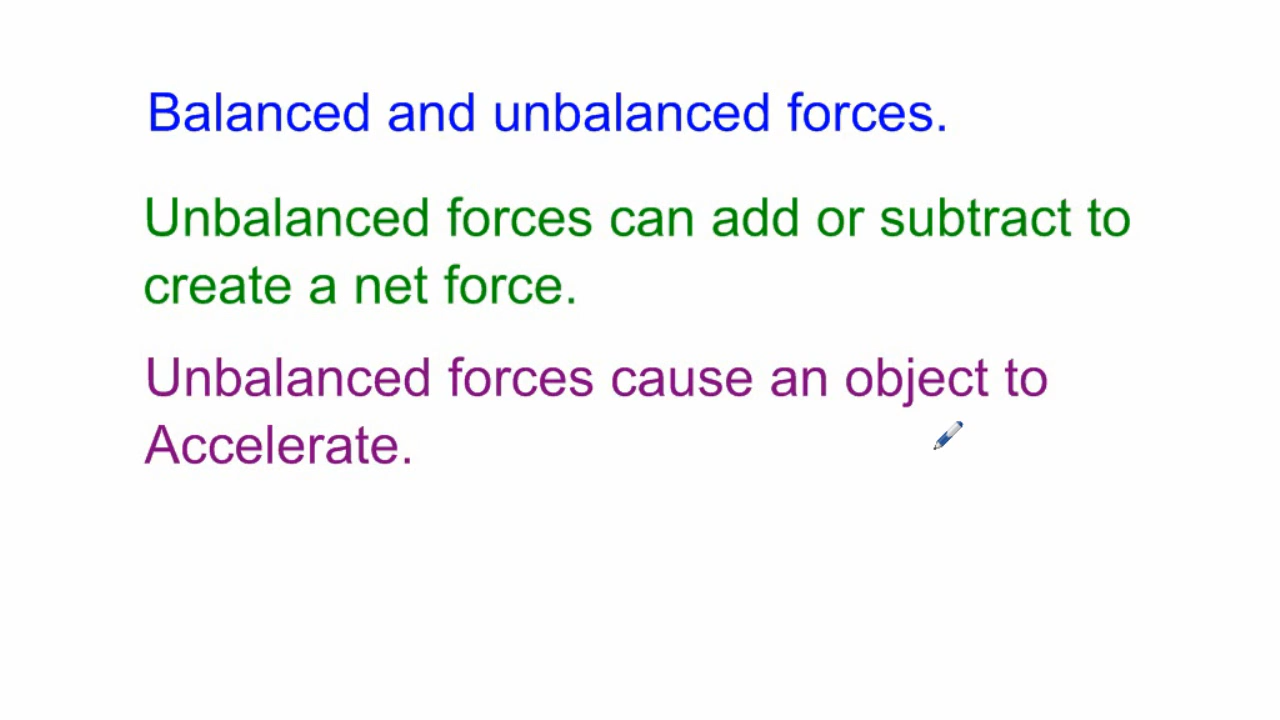 Balanced and unbalanced forces.
Unbalanced forces can add or subtract to
create a net force.
Unbalanced forces cause an object to
Accelerate.